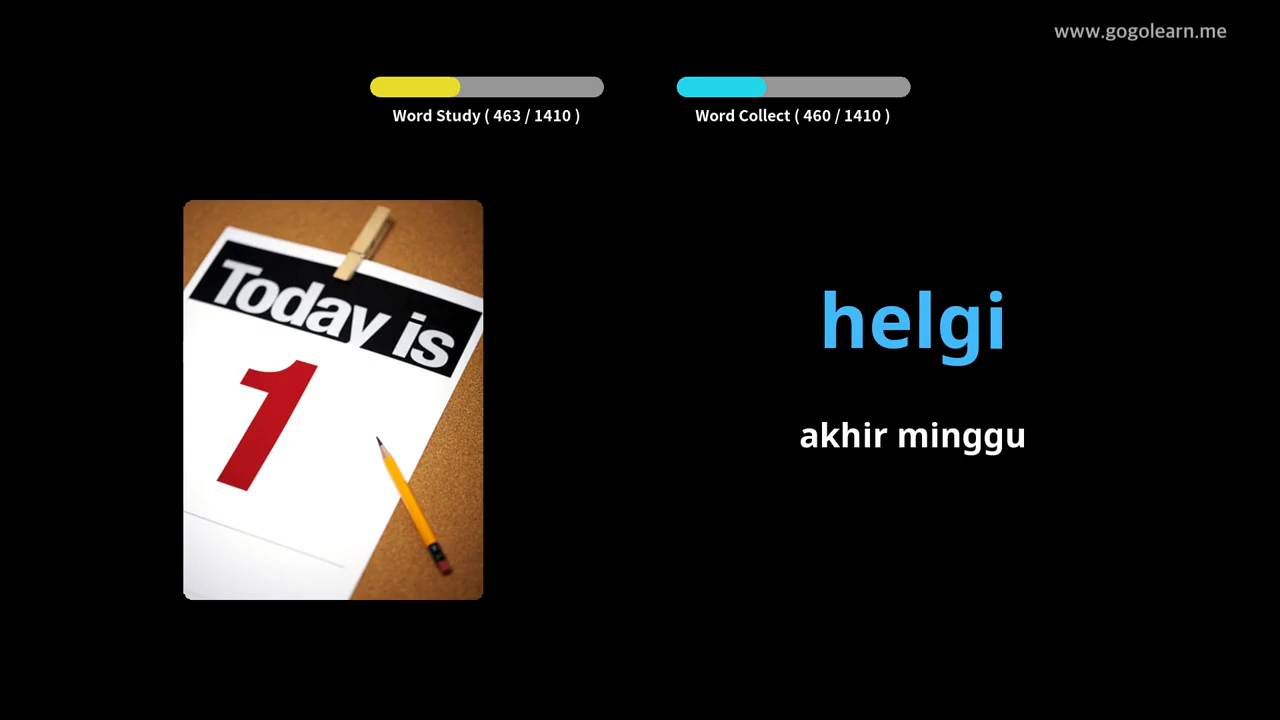 www.gogolearn.me
Word Study ( 463 / 1410 )
Word Collect ( 460 / 1410 )
Today is
1
helgi
akhir minggu